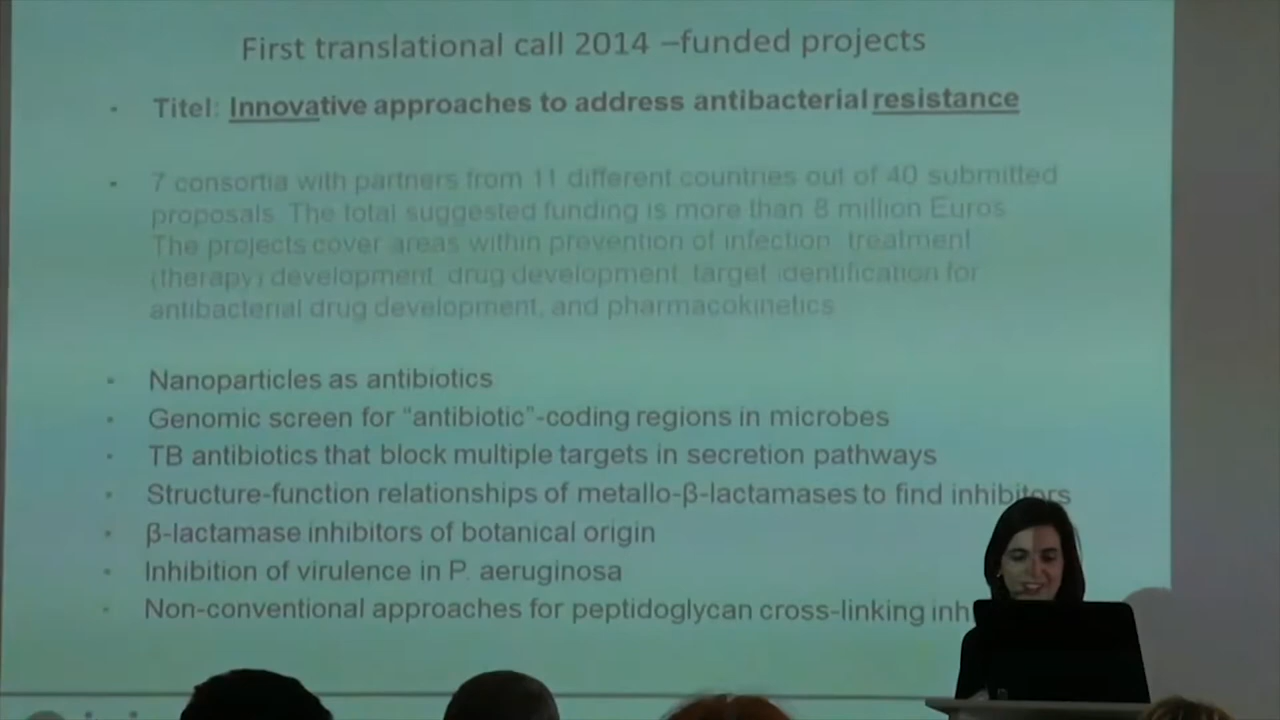 First translational call 2014 –funded projects
• Titel: Innovative approaches to address antibacterial resistance
• 7 consortia with partners from 11 different countries out of 40 submitted
proposals. The total suggested funding is more than 8 million Euros.
The projects cover areas within prevention of infection, treatment
(therapy) development, drug development, target identification for
antibacterial drug development, and pharmacokinetics
• Nanoparticles as antibiotics
• Genomic screen for “antibiotic”-coding regions in microbes
• TB antibiotics that block multiple targets in secretion pathways
• Structure-function relationships of metallo-β-lactamases to find inhibitors
• β-lactamase inhibitors of botanical origin
• Inhibition of virulence in P. aeruginosa
• Non-conventional approaches for peptidoglycan cross-linking inh